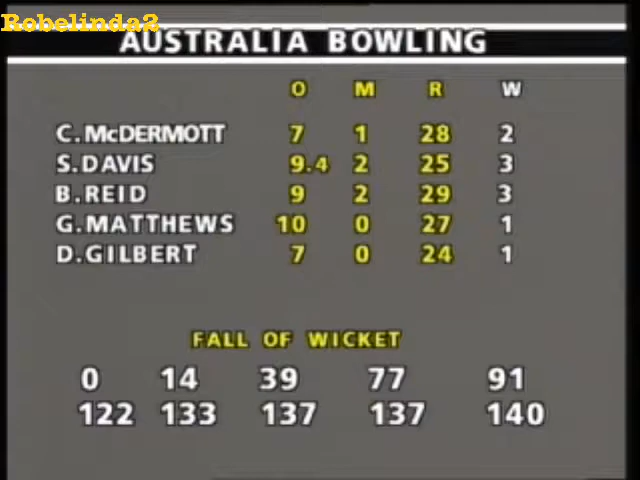 Robelinda2
AUSTRALIA BOWLING
O M R W
C.McDERMOTT 7 1 28 2
S.DAVIS 9.4 2 25 3
B.REID 9 2 29 3
G.MATTHEWS 10 0 27 1
D.GILBERT 7 0 24 1
FALL OF WICKET
0 14 39 77 91
122 133 137 137 140